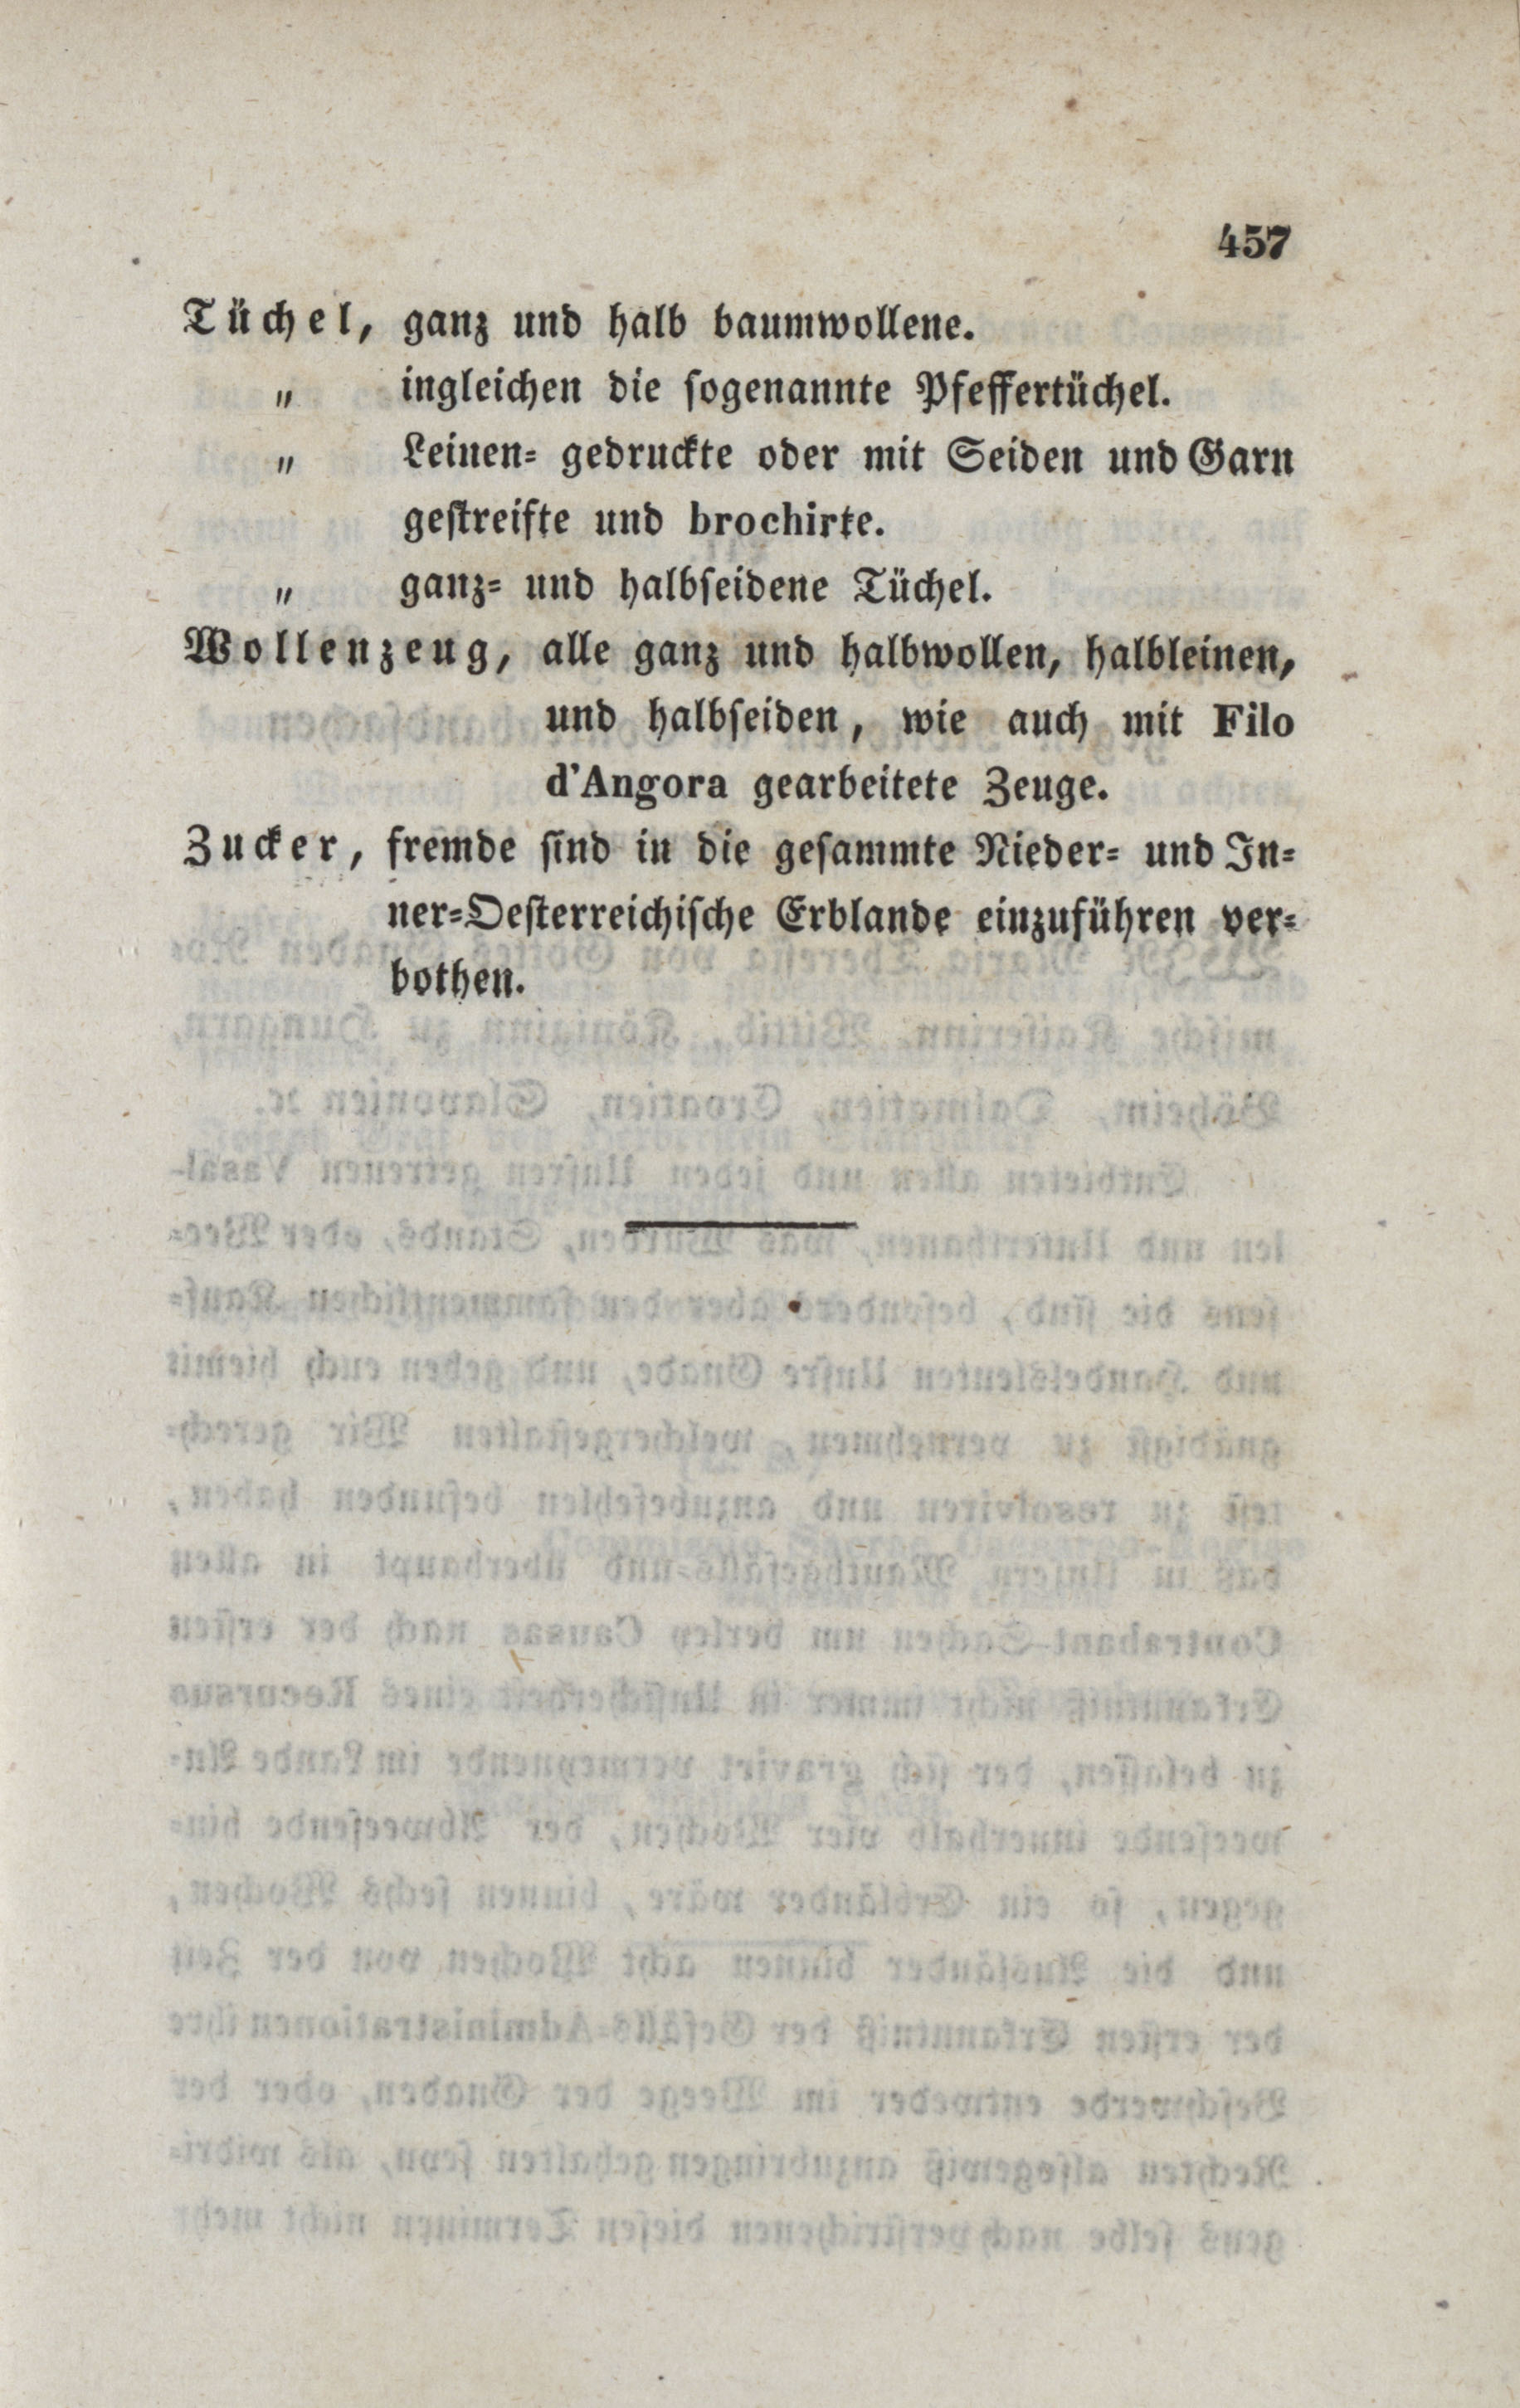 457
Tüchel, ganz und halb baumwollene.
„ ingleichen die sogenannte Pfeffertüchel.
„ Leinen- gedruckte oder mit Seiden und Garn
gestreifte und brochirte.
„ ganz- und halbseidene Tüchel.
Wollenzeug, alle ganz und halbwollen, halbleinen,
und halbseiden, wie auch mit Filo
d'Angora gearbeitete Zeuge.
Zucker, fremde sind in die gesammte Nieder- und In-
ner-Oesterreichische Erblande einzuführen ver-
bothen.